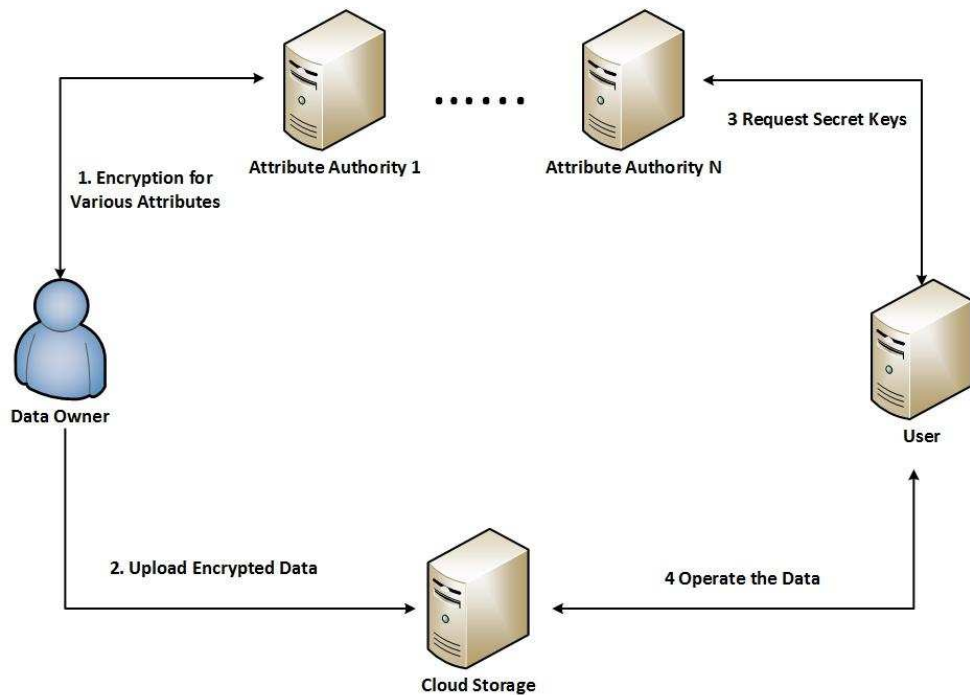 Attribute Authority 1
Attribute Authority N
3 Request Secret Keys
1. Encryption for
Various Attributes
Data Owner
User
2. Upload Encrypted Data
4 Operate the Data
Cloud Storage